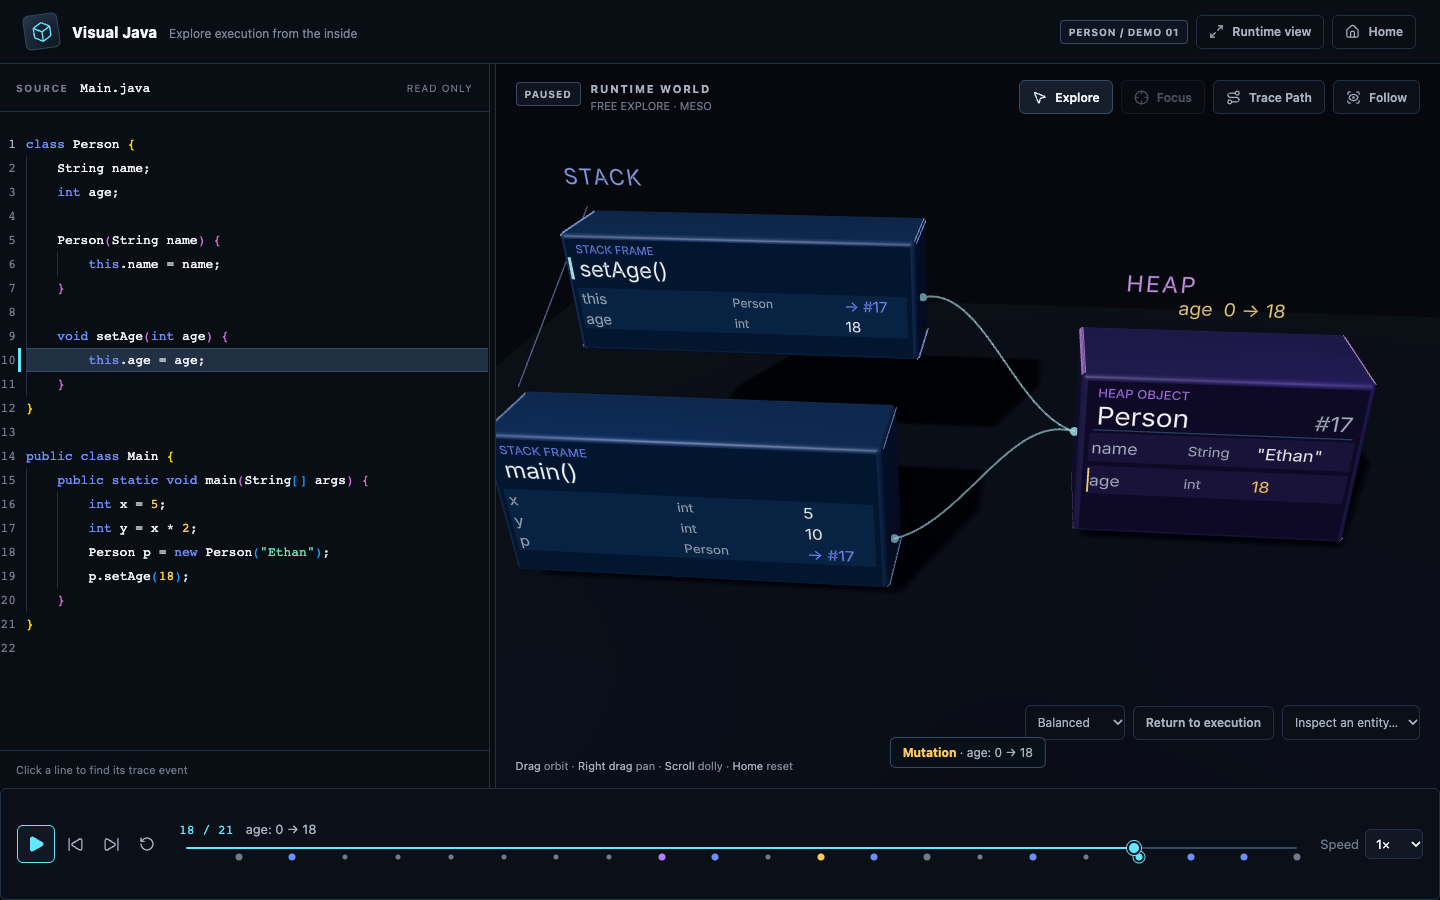 Visual Java
Explore execution from the inside
PERSON / DEMO 01
Runtime view
Home
SOURCE Main.java
READ ONLY
1 class Person {
2     String name;
3     int age;
4
5     Person(String name) {
6         this.name = name;
7     }
8
9     void setAge(int age) {
10         this.age = age;
11     }
12 }
13
14 public class Main {
15     public static void main(String[] args) {
16         int x = 5;
17         int y = x * 2;
18         Person p = new Person("Ethan");
19         p.setAge(18);
20     }
21 }
22
Click a line to find its trace event
PAUSED
RUNTIME WORLD
FREE EXPLORE · MESO
Explore
Focus
Trace Path
Follow
STACK
STACK FRAME
setAge()
this Person → #17
age int 18
STACK FRAME
main()
x int 5
y int 10
p Person → #17
HEAP
age 0 → 18
HEAP OBJECT
Person #17
name String "Ethan"
age int 18
Balanced
Return to execution
Inspect an entity...
Mutation · age: 0 → 18
Drag orbit · Right drag pan · Scroll dolly · Home reset
18 / 21 age: 0 → 18
Speed 1×